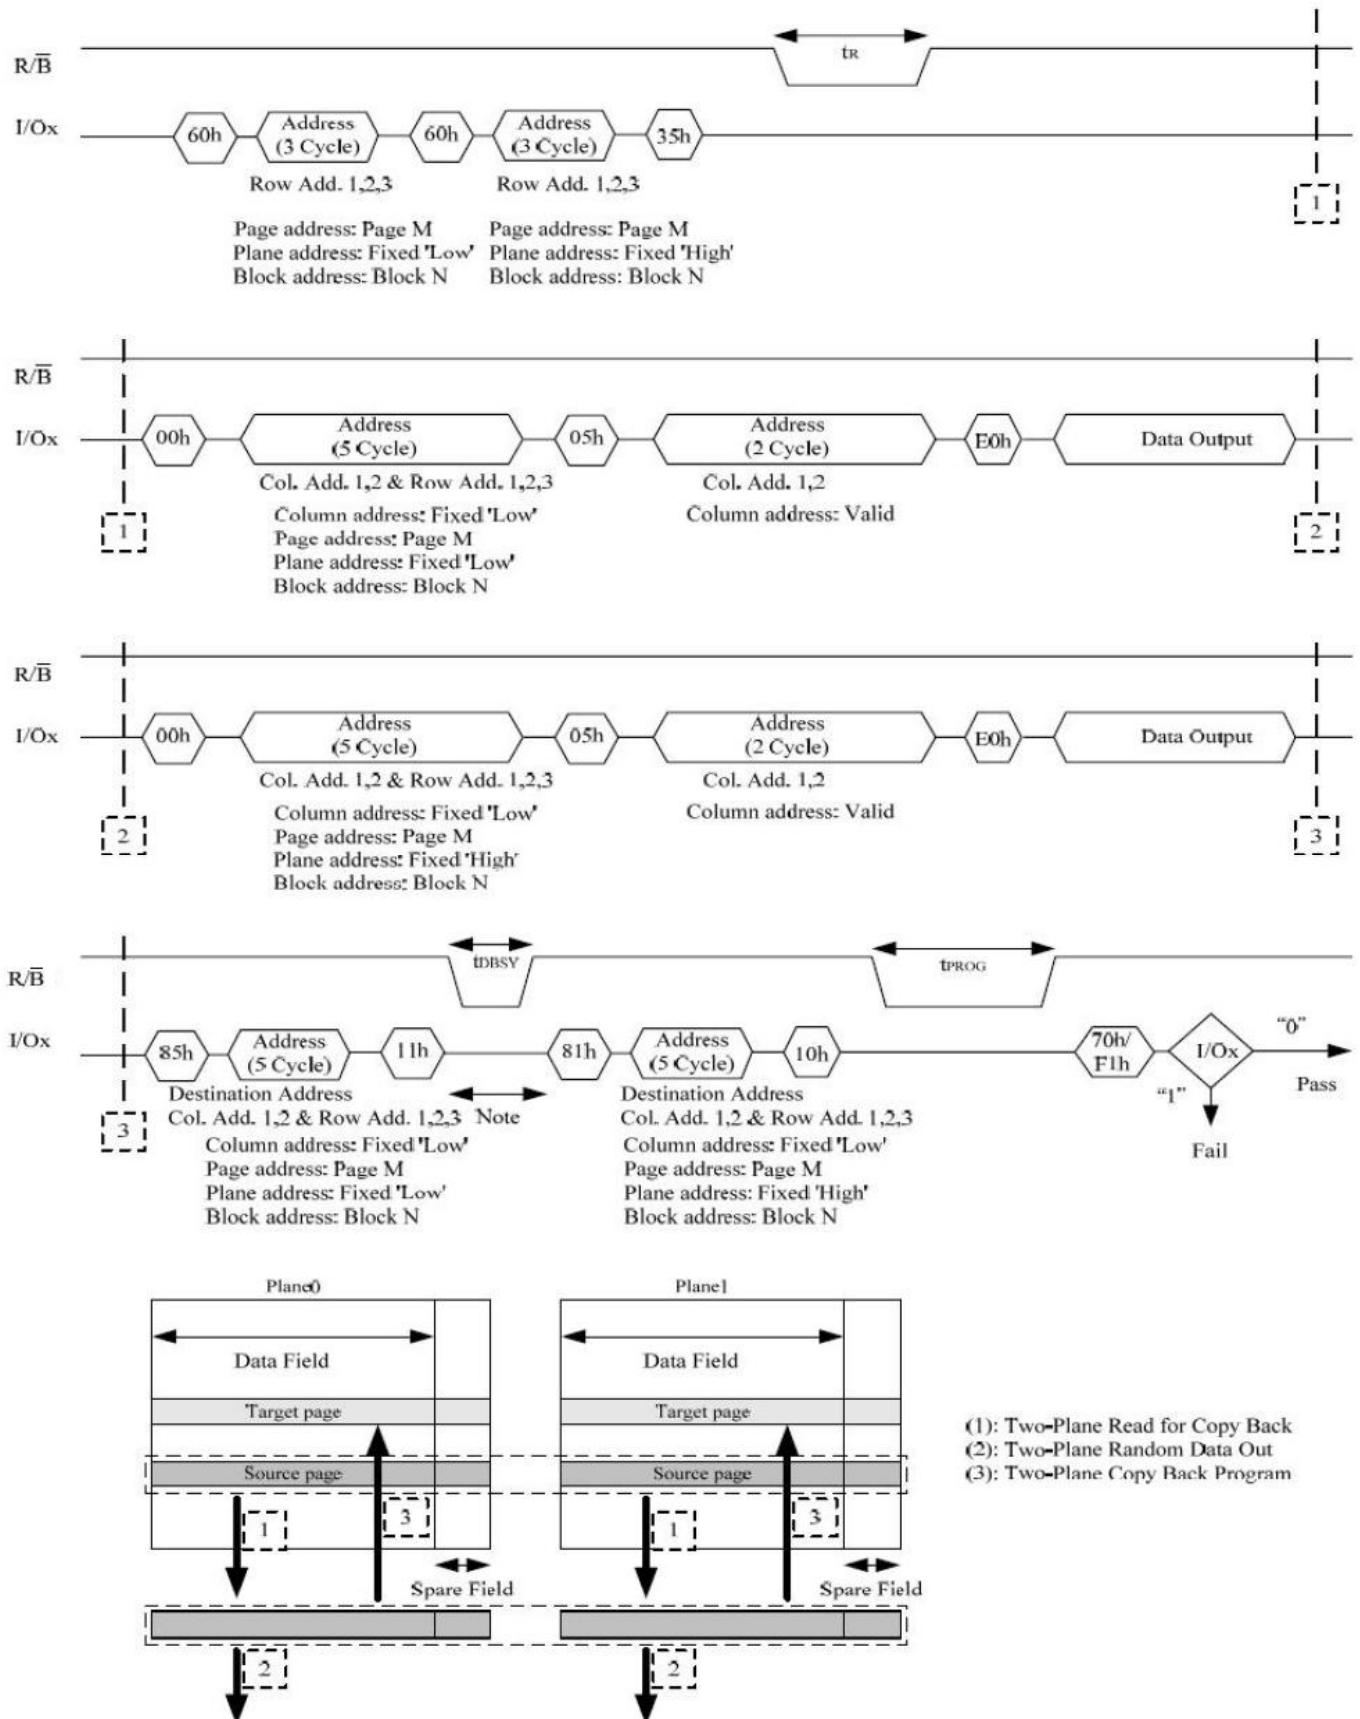 R/B
tR
I/Ox
60h
Address
(3 Cycle)
60h
Address
(3 Cycle)
35h
Row Add. 1,2,3
Row Add. 1,2,3
1
Page address: Page M
Plane address: Fixed 'Low'
Block address: Block N
Page address: Page M
Plane address: Fixed 'High'
Block address: Block N
R/B
I/Ox
00h
Address
(5 Cycle)
05h
Address
(2 Cycle)
E0h
Data Output
Col. Add. 1,2 & Row Add. 1,2,3
Col. Add. 1,2
1
Column address: Fixed 'Low'
Page address: Page M
Plane address: Fixed 'Low'
Block address: Block N
Column address: Valid
2
R/B
I/Ox
00h
Address
(5 Cycle)
05h
Address
(2 Cycle)
E0h
Data Output
Col. Add. 1,2 & Row Add. 1,2,3
Col. Add. 1,2
2
Column address: Fixed 'Low'
Page address: Page M
Plane address: Fixed 'High'
Block address: Block N
Column address: Valid
3
R/B
tDBSY
tPROG
I/Ox
85h
Address
(5 Cycle)
11h
81h
Address
(5 Cycle)
10h
70h/
F1h
I/Ox
"0"
Pass
"1"
Fail
3
Destination Address
Col. Add. 1,2 & Row Add. 1,2,3
Note
Column address: Fixed 'Low'
Page address: Page M
Plane address: Fixed 'Low'
Block address: Block N
Destination Address
Col. Add. 1,2 & Row Add. 1,2,3
Column address: Fixed 'Low'
Page address: Page M
Plane address: Fixed 'High'
Block address: Block N
Plane0
Plane1
Data Field
Data Field
Target page
Target page
Source page
Source page
1
3
1
3
Spare Field
Spare Field
2
2
(1): Two-Plane Read for Copy Back
(2): Two-Plane Random Data Out
(3): Two-Plane Copy Back Program